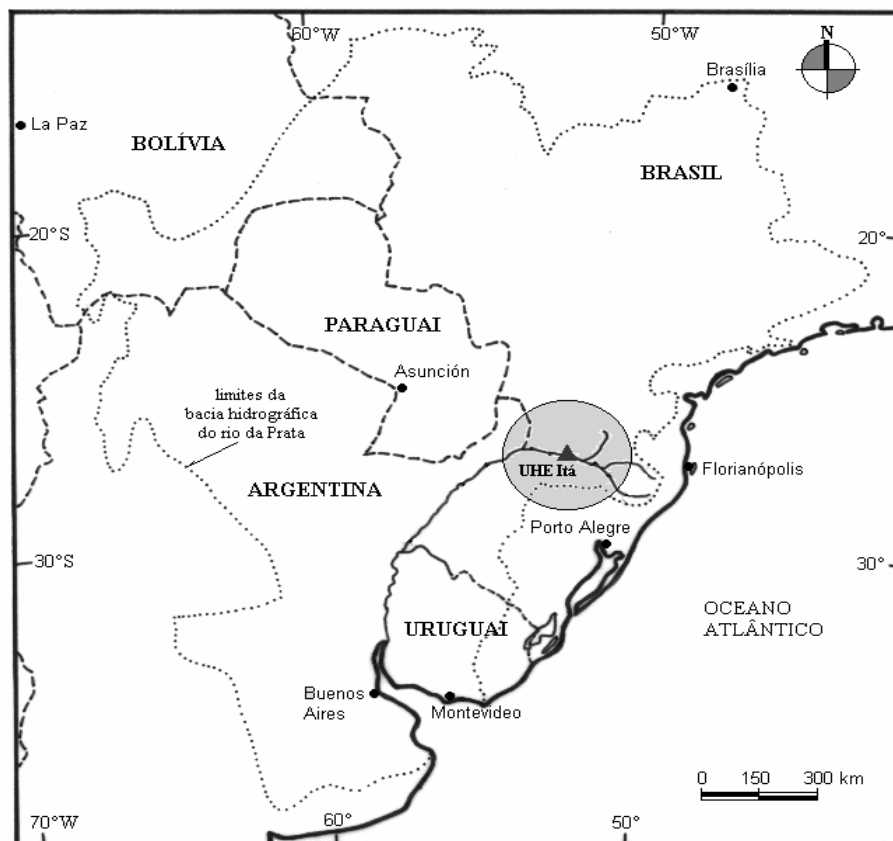 60°W
50°W
N
Brasília
La Paz
BOLÍVIA
BRASIL
20°S
20°
PARAGUAI
Asunción
limites da
bacia hidrográfica
do rio da Prata
UHE Itá
Florianópolis
ARGENTINA
Porto Alegre
30°S
30°
OCEANO
ATLÂNTICO
URUGUAI
Buenos
Aires
Montevideo
0 150 300 km
70°W
60°
50°